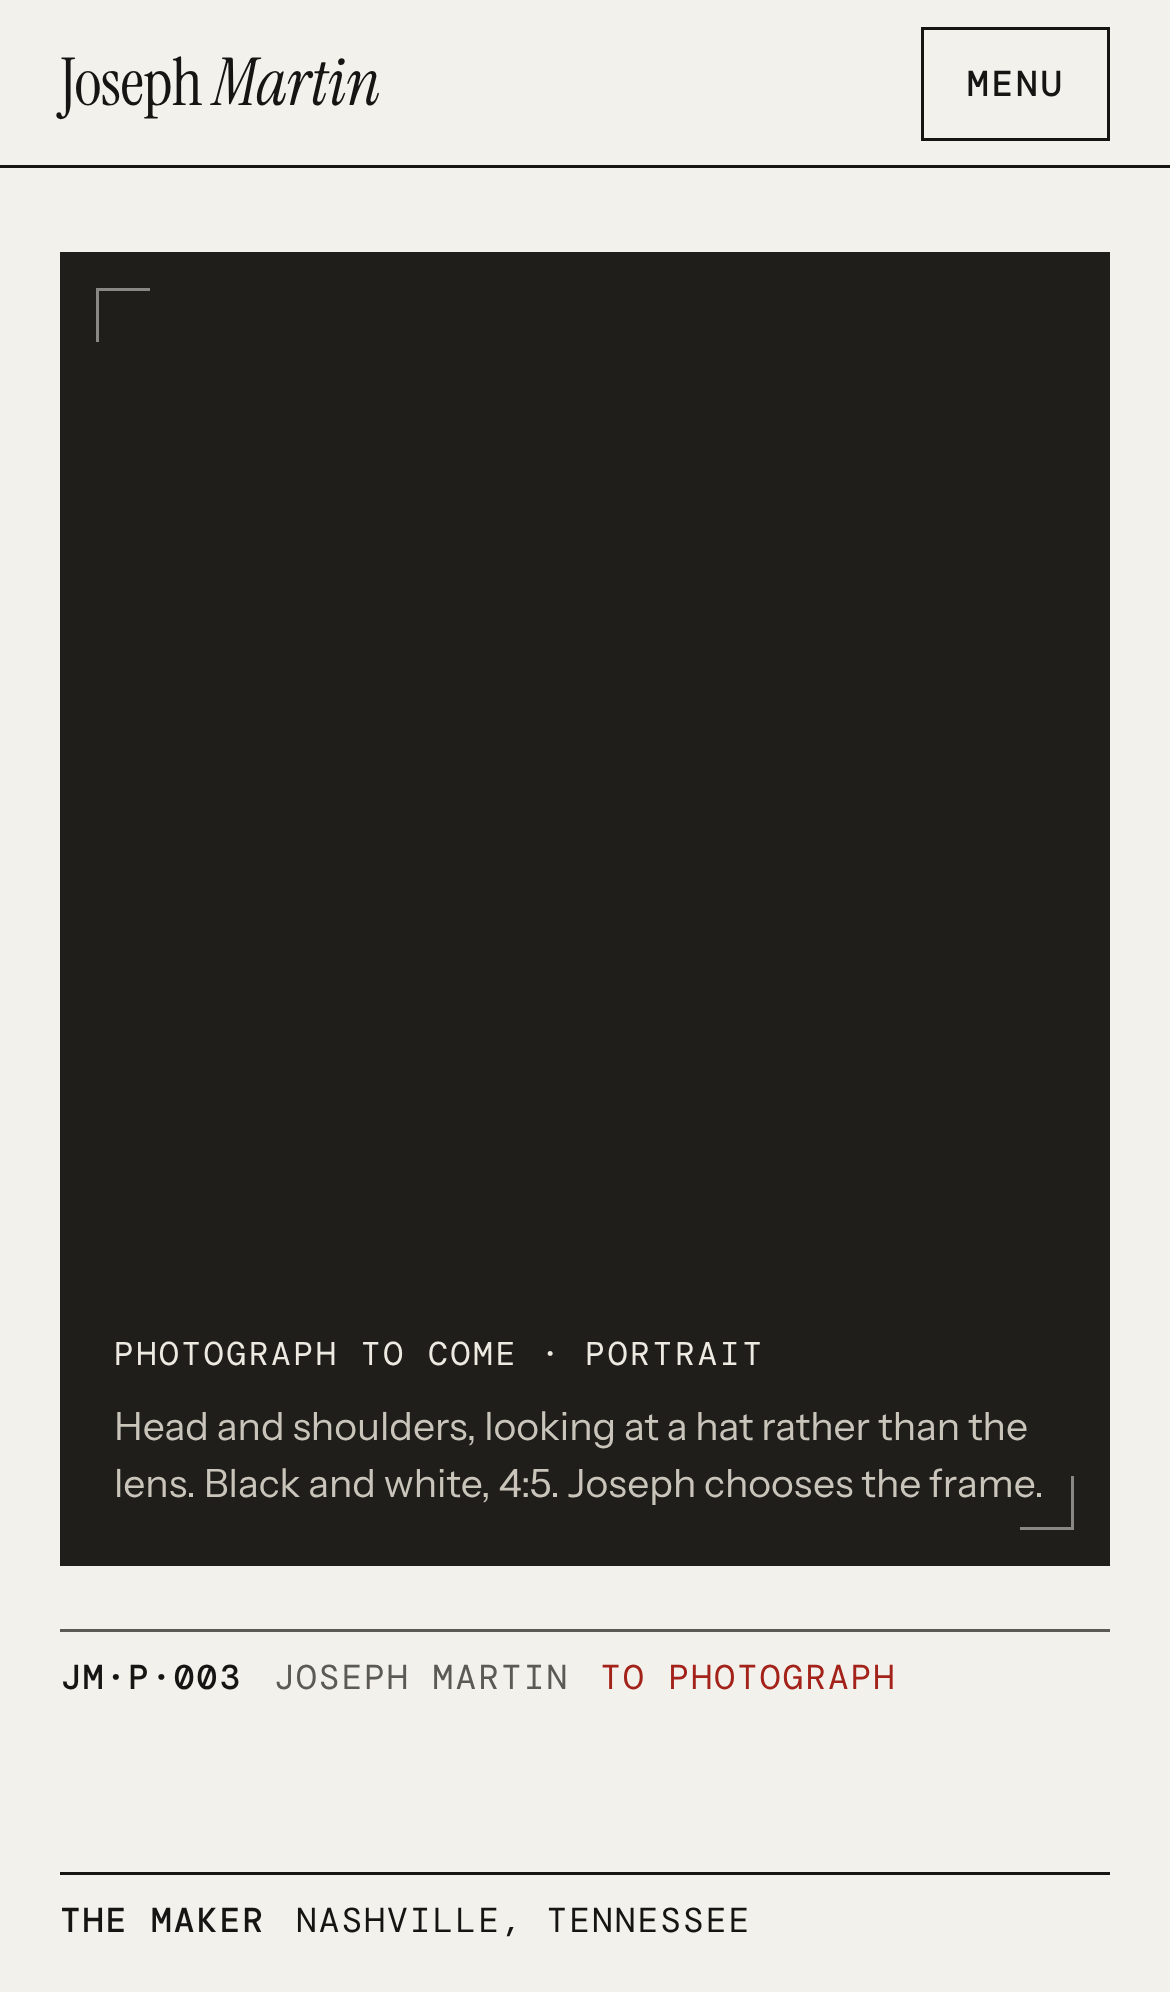 Joseph Martin
MENU
PHOTOGRAPH TO COME · PORTRAIT
Head and shoulders, looking at a hat rather than the
lens. Black and white, 4:5. Joseph chooses the frame.
JM·P·003 JOSEPH MARTIN TO PHOTOGRAPH
THE MAKER NASHVILLE, TENNESSEE